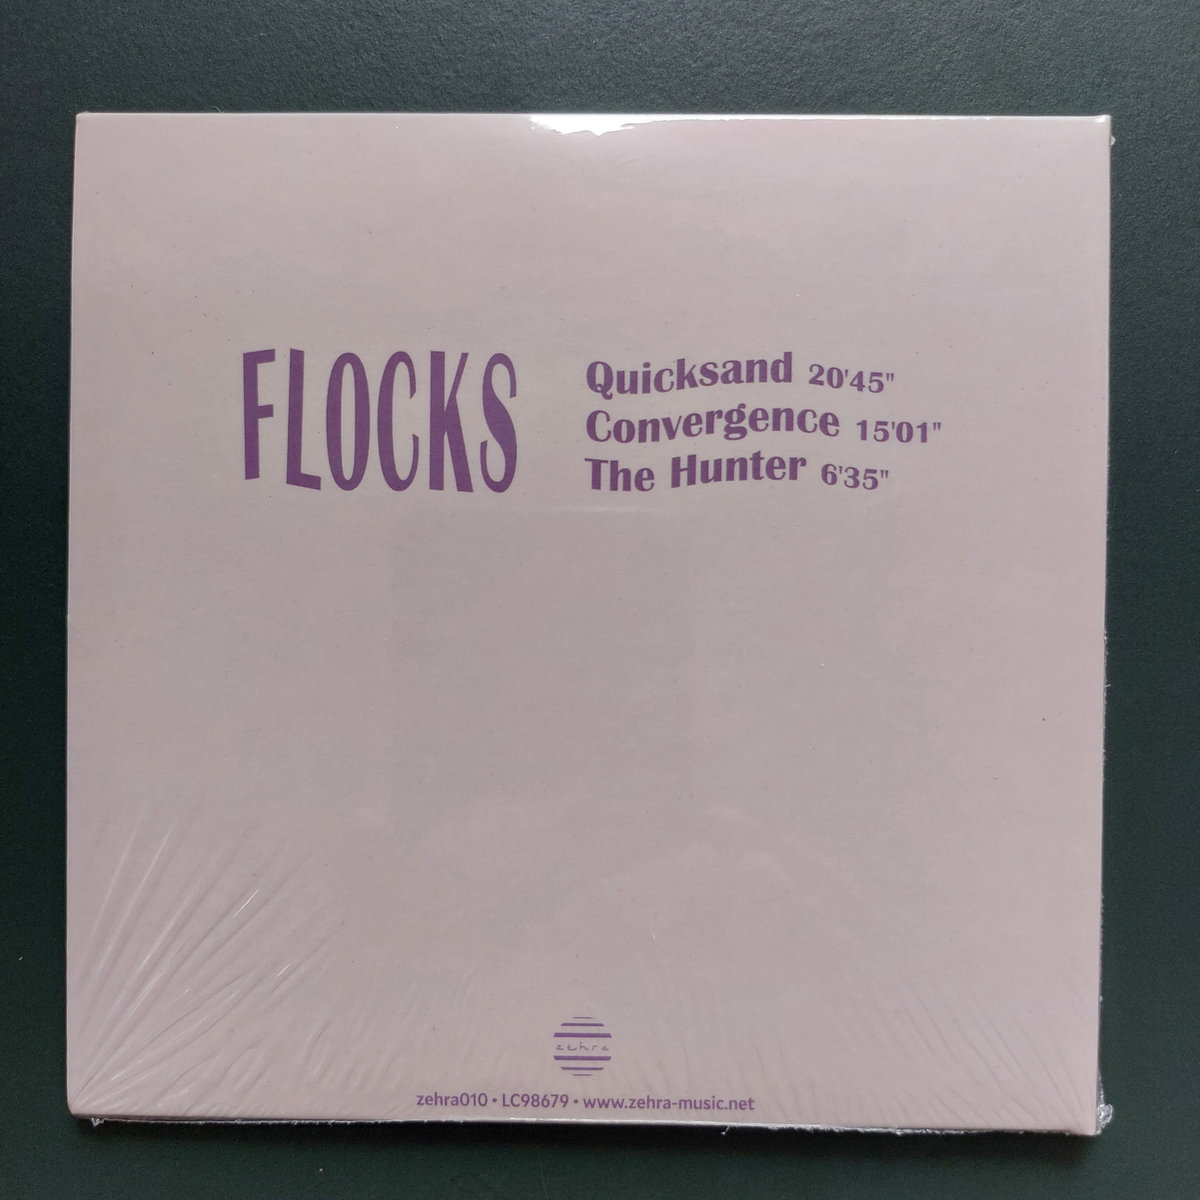 FLOCKS
Quicksand 20'45"
Convergence 15'01"
The Hunter 6'35"
zehra
zehra010 • LC98679 • www.zehra-music.net